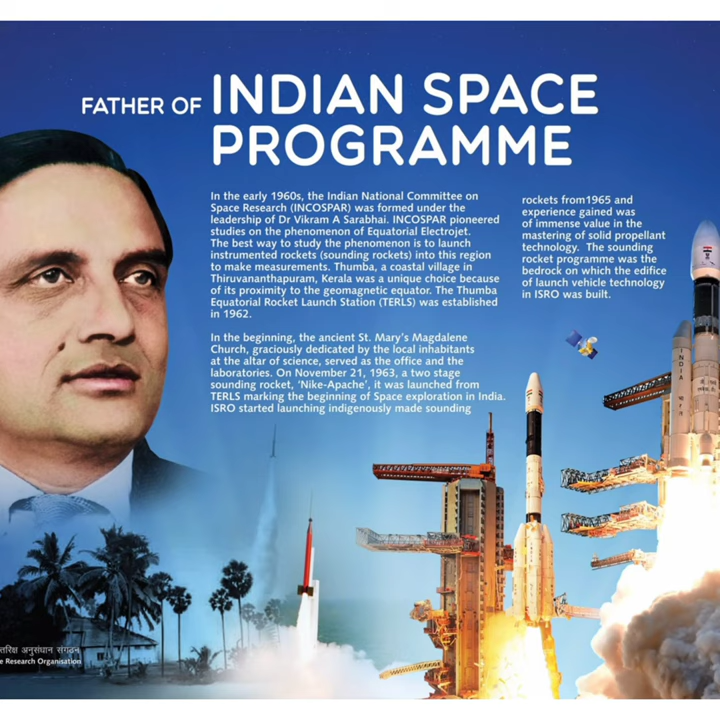 FATHER OF INDIAN SPACE
PROGRAMME
In the early 1960s, the Indian National Committee on
Space Research (INCOSPAR) was formed under the
leadership of Dr Vikram A Sarabhai. INCOSPAR pioneered
studies on the phenomenon of Equatorial Electrojet.
The best way to study the phenomenon is to launch
instrumented rockets (sounding rockets) into this region
to make measurements. Thumba, a coastal village in
Thiruvananthapuram, Kerala was a unique choice because
of its proximity to the geomagnetic equator. The Thumba
Equatorial Rocket Launch Station (TERLS) was established
in 1962.
In the beginning, the ancient St. Mary's Magdalene
Church, graciously dedicated by the local inhabitants
at the altar of science, served as the office and the
laboratories. On November 21, 1963, a two stage
sounding rocket, 'Nike-Apache', it was launched from
TERLS marking the beginning of Space exploration in India.
ISRO started launching indigenously made sounding
rockets from1965 and
experience gained was
of immense value in the
mastering of solid propellant
technology. The sounding
rocket programme was the
bedrock on which the edifice
of launch vehicle technology
in ISRO was built.
INDIA
अनुसंधान संगठन
e Research Organisation